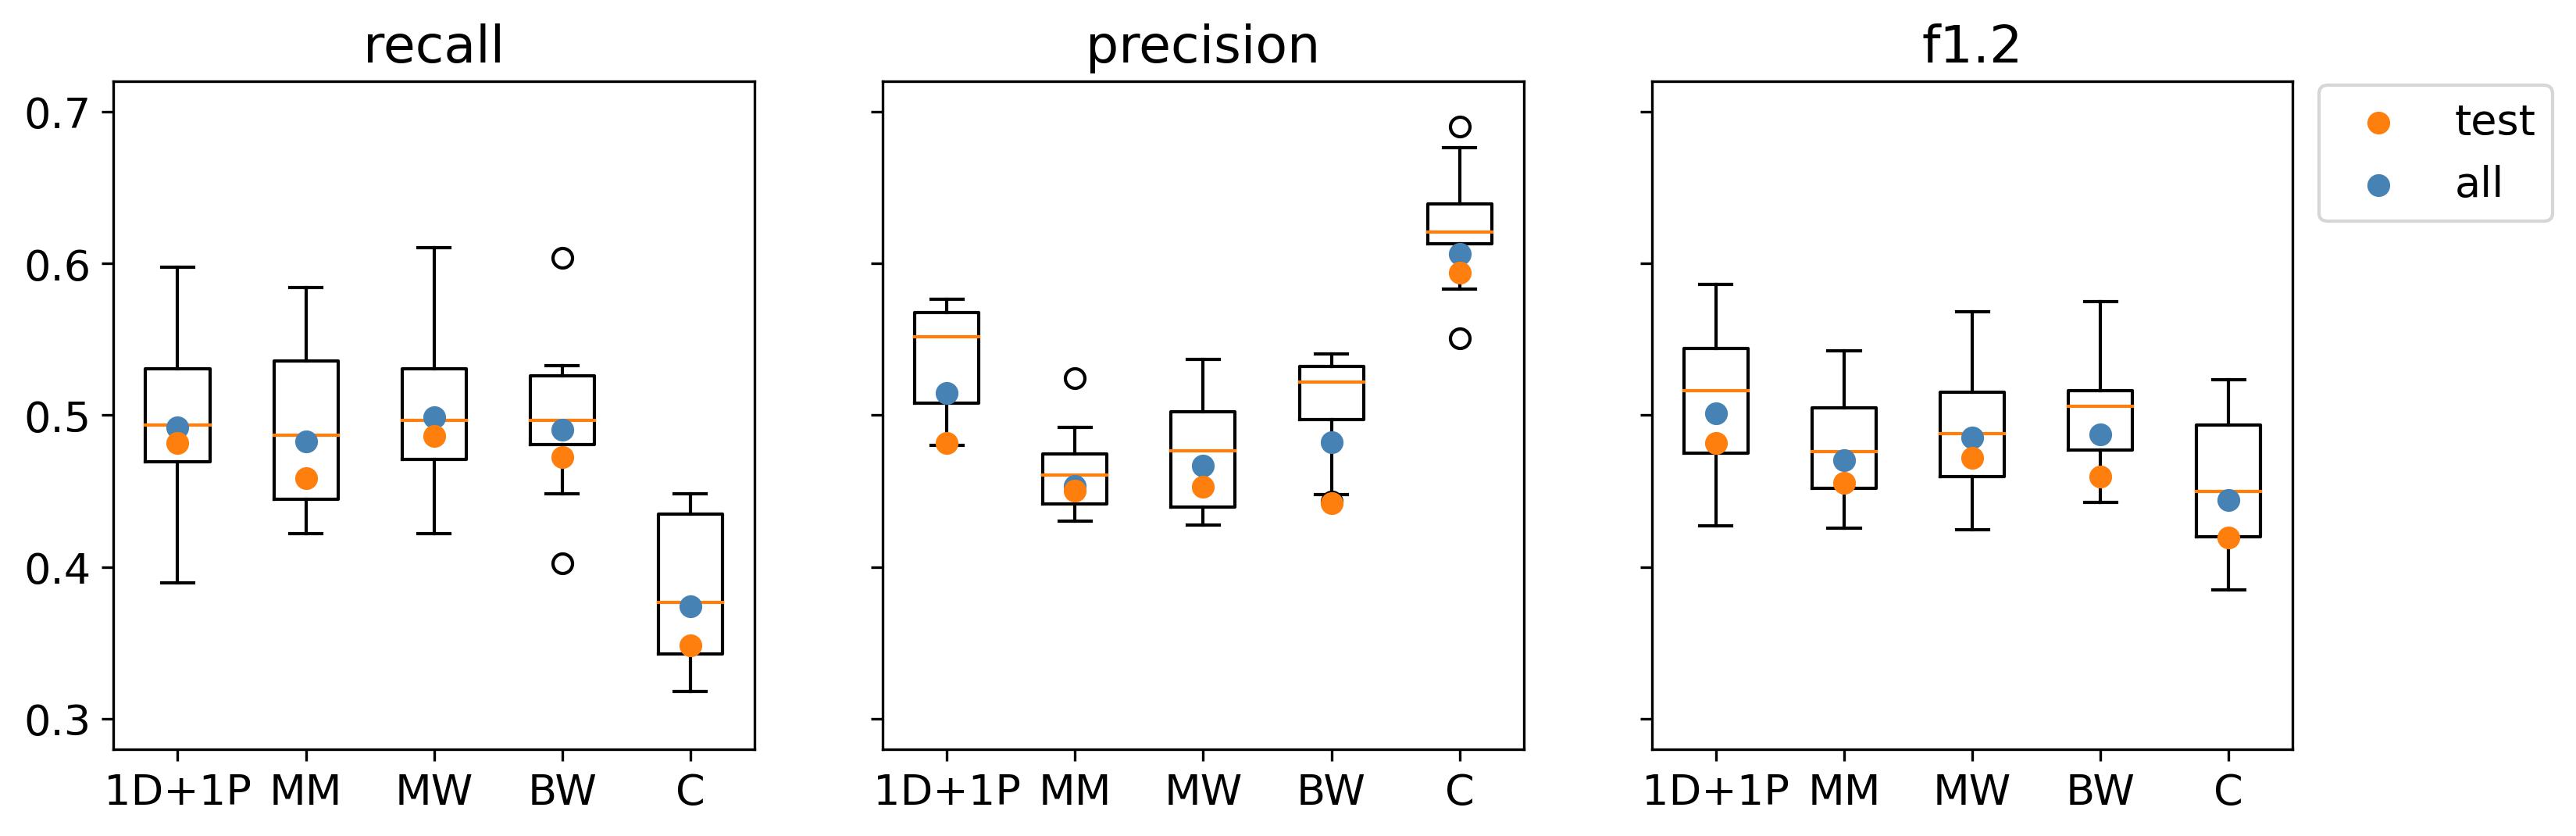 recall
precision
f1.2
0.7
0.6
0.5
0.4
0.3
1D+1P MM MW BW C
1D+1P MM MW BW C
1D+1P MM MW BW C
test
all